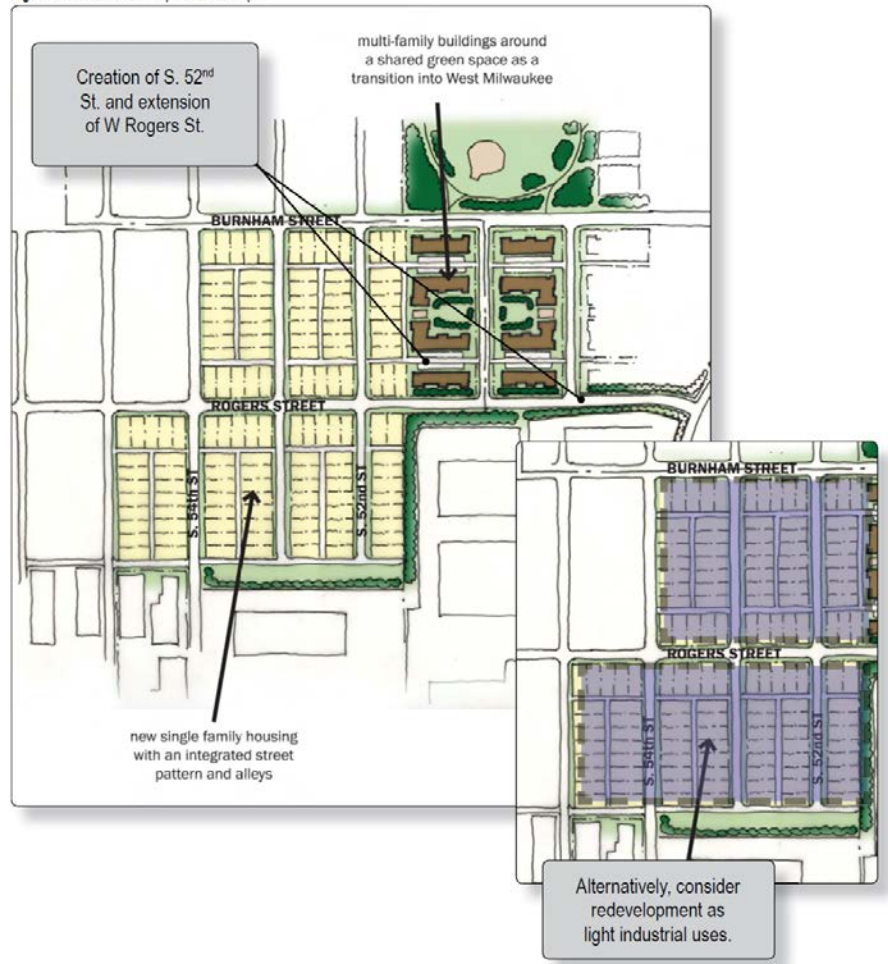 Creation of S. 52nd
St. and extension
of W Rogers St.
multi-family buildings around
a shared green space as a
transition into West Milwaukee
BURNHAM STREET
ROGERS STREET
S. 54th ST
S. 52nd ST
new single family housing
with an integrated street
pattern and alleys
BURNHAM STREET
ROGERS STREET
S. 54th ST
S. 52nd ST
Alternatively, consider
redevelopment as
light industrial uses.